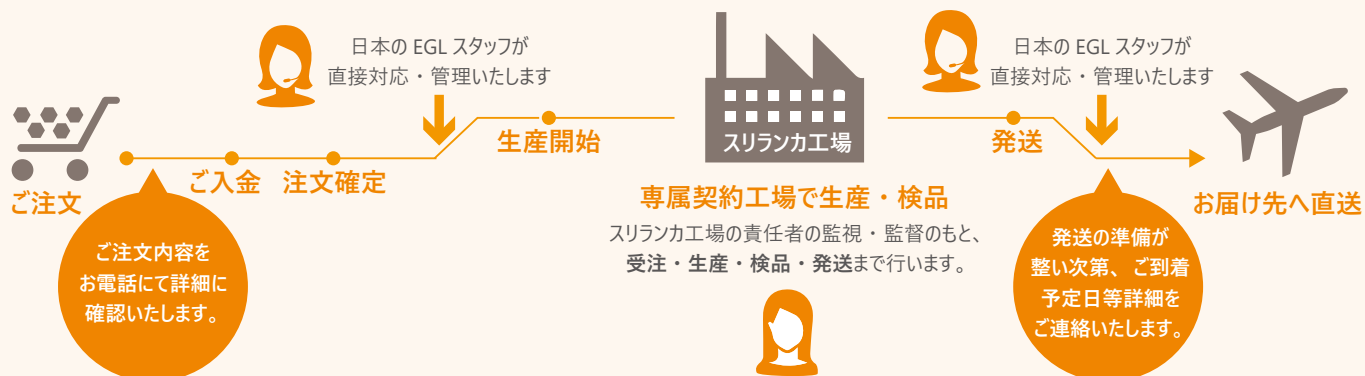 日本の EGL スタッフが
直接対応・管理いたします
ご注文
ご入金
注文確定
ご注文内容を
お電話にて詳細に
確認いたします。
生産開始
スリランカ工場
専属契約工場で生産・検品
スリランカ工場の責任者の監視・監督のもと、
受注・生産・検品・発送まで行います。
日本の EGL スタッフが
直接対応・管理いたします
発送
発送の準備が
整い次第、ご到着
予定日等詳細を
ご連絡いたします。
お届け先へ直送